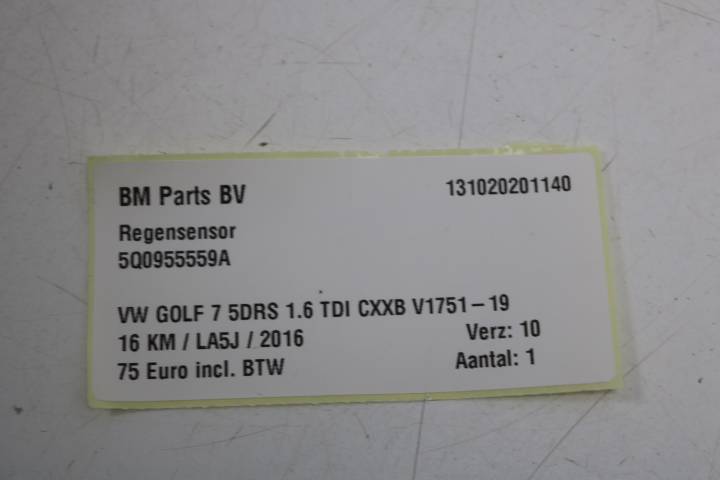 BM Parts BV 131020201140
Regensensor
5Q0955559A
VW GOLF 7 5DRS 1.6 TDI CXXB V1751-19
16 KM / LA5J / 2016 Verz: 10
75 Euro incl. BTW Aantal: 1